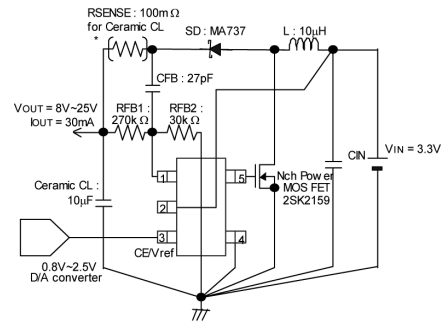 RSENSE : 100mΩ
for Ceramic CL
*
SD : MA737
L : 10µH
CFB : 27pF
VOUT = 8V~25V
IOUT = 30mA
RFB1 :
270kΩ
RFB2 :
30kΩ
CIN
VIN = 3.3V
1
5
Nch Power
MOS FET
2SK2159
Ceramic CL :
10µF
2
3
4
CE/Vref
0.8V~2.5V
D/A converter